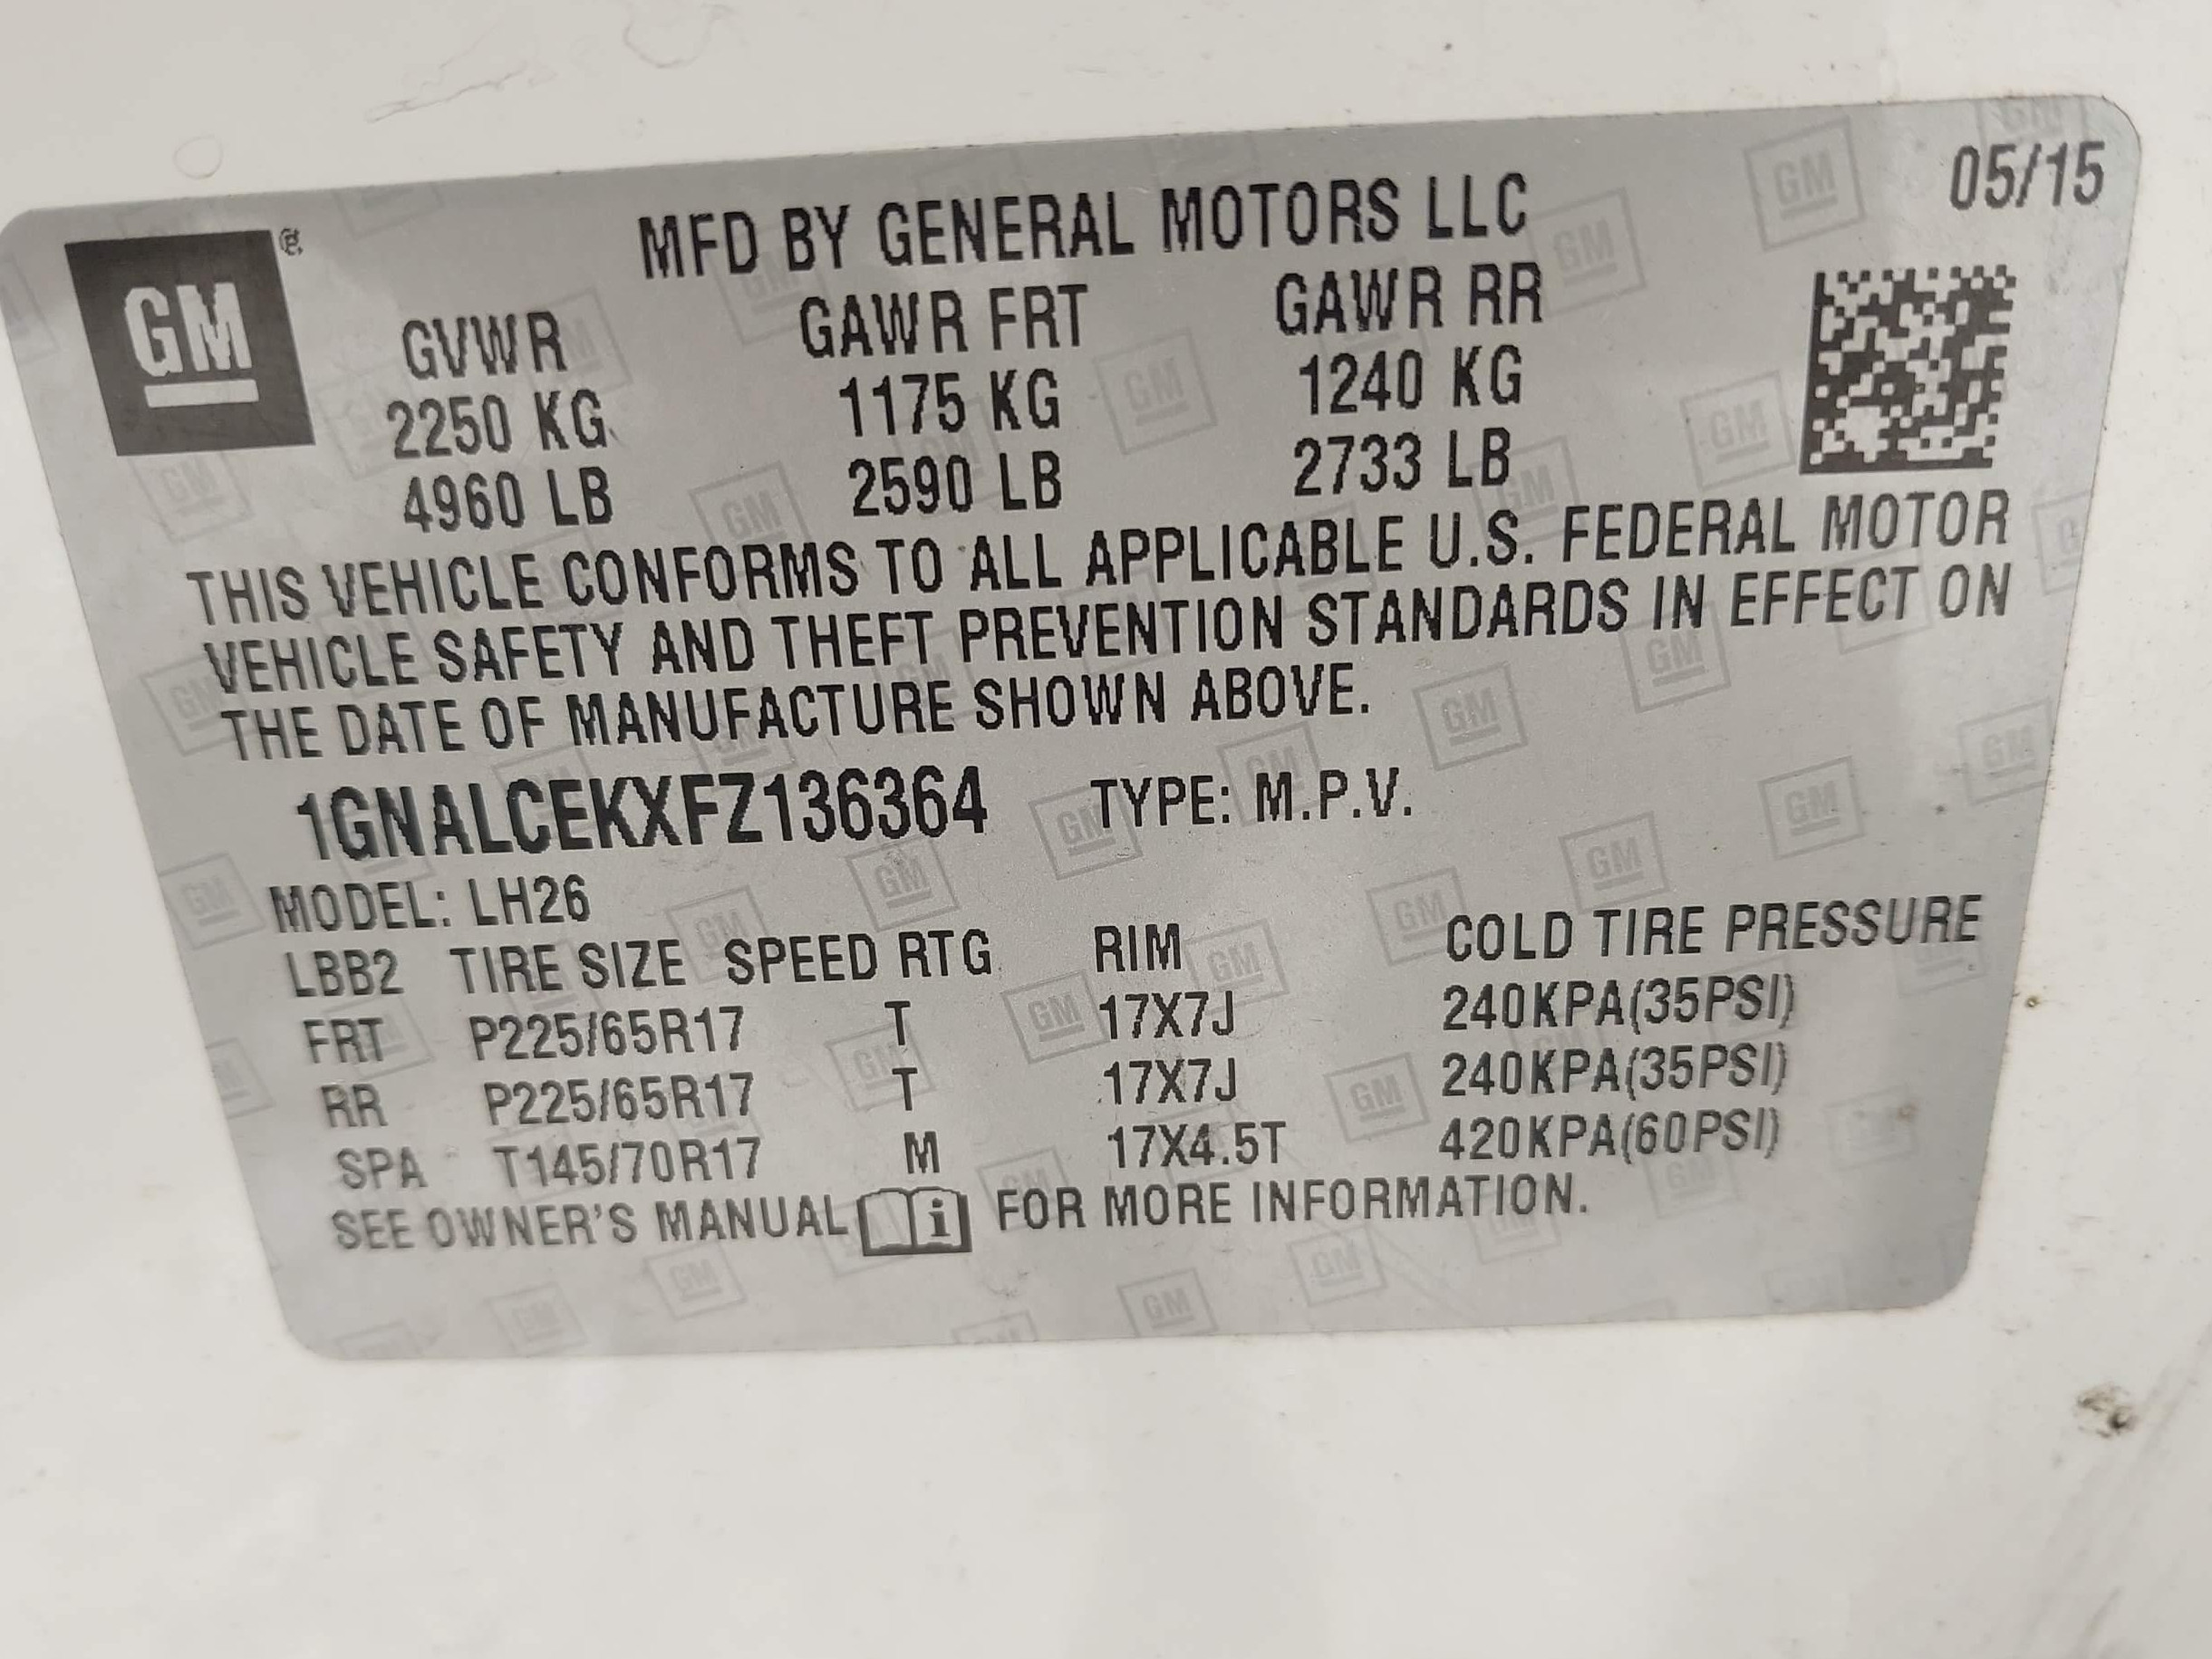 GM ®
MFD BY GENERAL MOTORS LLC 05/15
GVWR GAWR FRT GAWR RR
2250 KG 1175 KG 1240 KG
4960 LB 2590 LB 2733 LB
THIS VEHICLE CONFORMS TO ALL APPLICABLE U.S. FEDERAL MOTOR
VEHICLE SAFETY AND THEFT PREVENTION STANDARDS IN EFFECT ON
THE DATE OF MANUFACTURE SHOWN ABOVE.
1GNALCEKXFZ136364 TYPE: M.P.V.
MODEL: LH26
LBB2 TIRE SIZE SPEED RTG RIM COLD TIRE PRESSURE
FRT P225/65R17 T 17X7J 240KPA(35PSI)
RR P225/65R17 T 17X7J 240KPA(35PSI)
SPA T145/70R17 M 17X4.5T 420KPA(60PSI)
SEE OWNER'S MANUAL i FOR MORE INFORMATION.